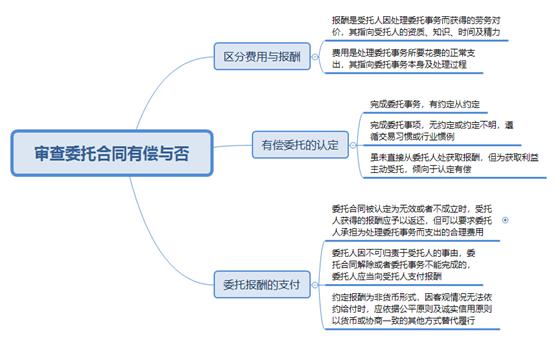 审查委托合同有偿与否
区分费用与报酬
报酬是受托人因处理委托事务而获得的劳务对
价，其指向受托人的资质、知识、时间及精力
费用是处理委托事务所要花费的正常支
出，其指向委托事务本身及处理过程
有偿委托的认定
完成委托事务，有约定从约定
完成委托事项，无约定或约定不明，遵
循交易习惯或行业惯例
虽未直接从委托人处获取报酬，但为获取利益
主动受托，倾向于认定有偿
委托报酬的支付
委托合同被认定为无效或者不成立时，受托
人获得的报酬应予以返还，但可以要求委托
人承担为处理委托事务而支出的合理费用
委托人因不可归责于受托人的事由，委
托合同解除或者委托事务不能完成的，
委托人应当向受托人支付报酬
约定报酬为非货币形式，因客观情况无法依
约给付时，应依据公平原则及诚实信用原则
以货币或协商一致的其他方式替代履行